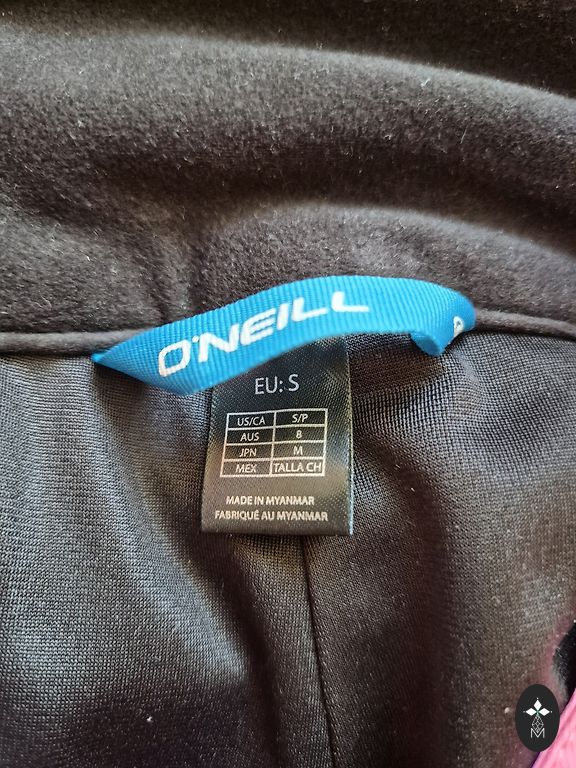 O'NEILL
EU: S
US/CA S/P
AUS 8
JPN M
MEX TALLA CH
MADE IN MYANMAR
FABRIQUÉ AU MYANMAR
M